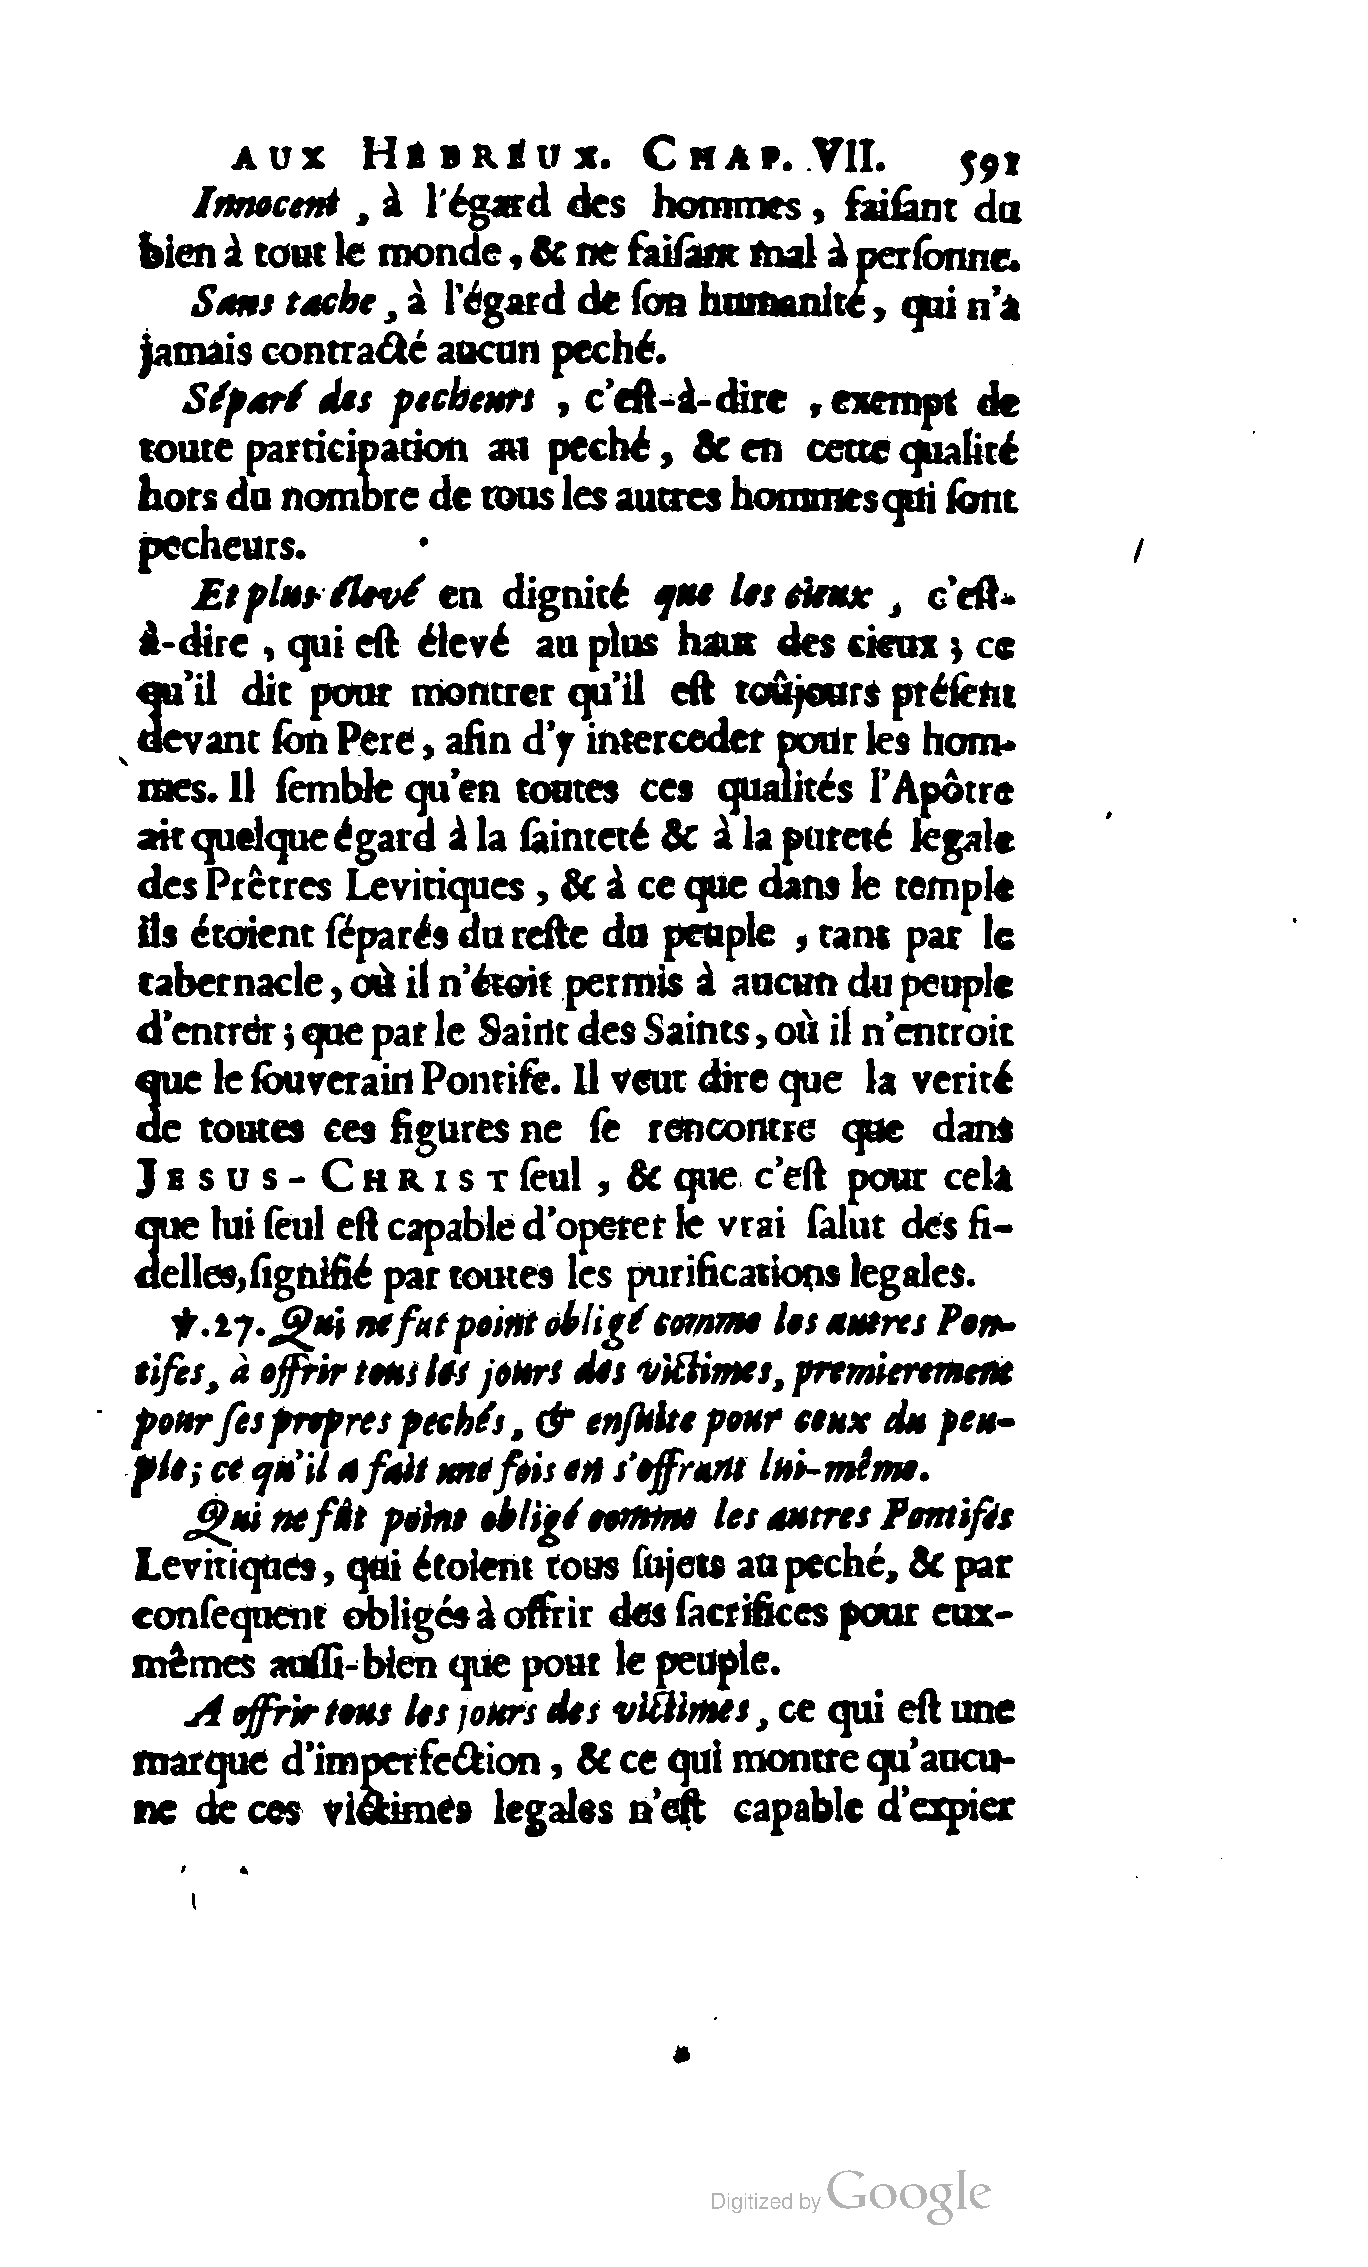 AUX HEBREUX. CHAP. VII. 591
Innocent, à l'égard des hommes, faiſant du
bien à tout le monde, & ne faiſant mal à perſonne.
Sans tache, à l'égard de ſon humanité, qui n'a
jamais contracté aucun peché.
Séparé des pecheurs, c'eſt-à-dire, exempt de
toute participation au peché, & en cette qualité
hors du nombre de tous les autres hommes qui ſont
pecheurs.
Et plus élevé en dignité que les cieux, c'eſt-
à-dire, qui eſt élevé au plus haut des cieux; ce
qu'il dit pour montrer qu'il eſt toûjours préſent
devant ſon Pere, afin d'y interceder pour les hom-
mes. Il ſemble qu'en toutes ces qualités l'Apôtre
ait quelque égard à la ſainteté & à la pureté legale
des Prêtres Levitiques, & à ce que dans le temple
ils étoient ſéparés du reſte du peuple, tant par le
tabernacle, où il n'étoit permis à aucun du peuple
d'entrer; que par le Saint des Saints, où il n'entroit
que le ſouverain Pontife. Il veut dire que la verité
de toutes ces figures ne ſe rencontre que dans
JESUS-CHRIST ſeul, & que c'eſt pour cela
que lui ſeul eſt capable d'operer le vrai ſalut des fi-
delles, ſignifié par toutes les purifications legales.
℣. 27. Qui ne fut point obligé comme les autres Pon-
tifes, à offrir tous les jours des victimes, premierement
pour ſes propres pechés, & enſuite pour ceux du peu-
ple; ce qu'il a fait une fois en s'offrant lui-même.
Qui ne fût point obligé comme les autres Pontifes
Levitiques, qui étoient tous ſujets au peché, & par
conſequent obligés à offrir des ſacrifices pour eux-
mêmes auſſi-bien que pour le peuple.
A offrir tous les jours des victimes, ce qui eſt une
marque d'imperfection, & ce qui montre qu'aucu-
ne de ces victimes legales n'eſt capable d'expier
Digitized by Google